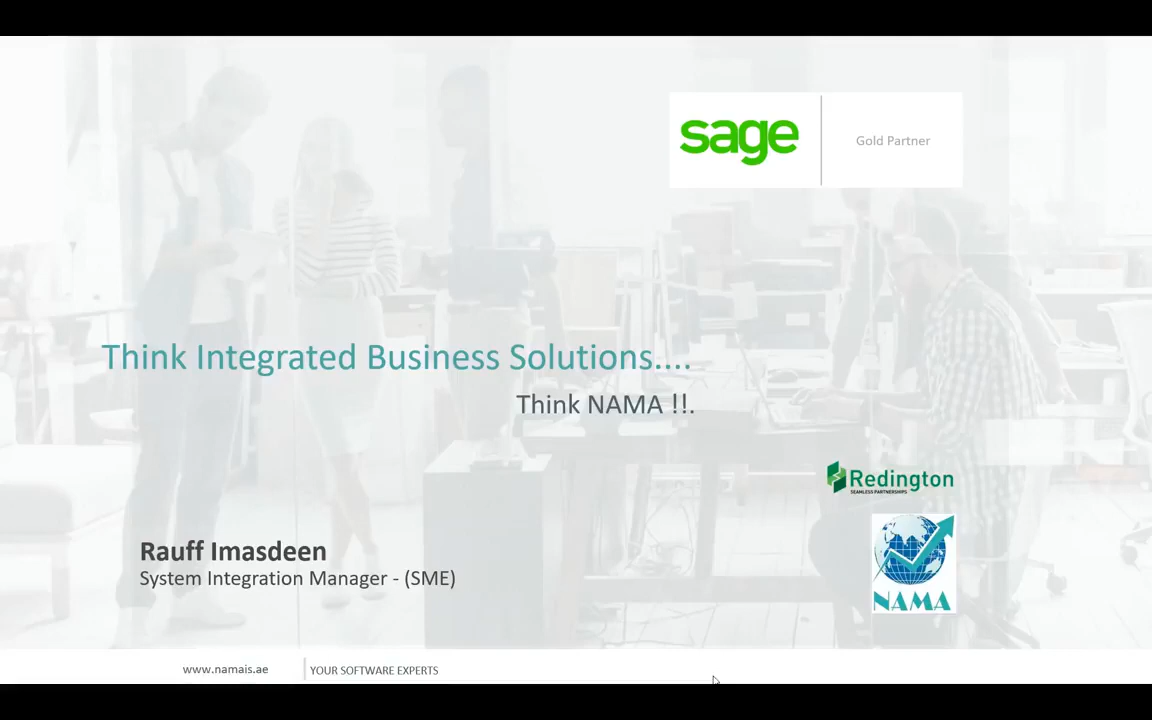 sage
Gold Partner
Think Integrated Business Solutions....
Think NAMA !!.
Redington
SEAMLESS PARTNERSHIPS
NAMA
Rauff Imasdeen
System Integration Manager - (SME)
www.namais.ae
YOUR SOFTWARE EXPERTS